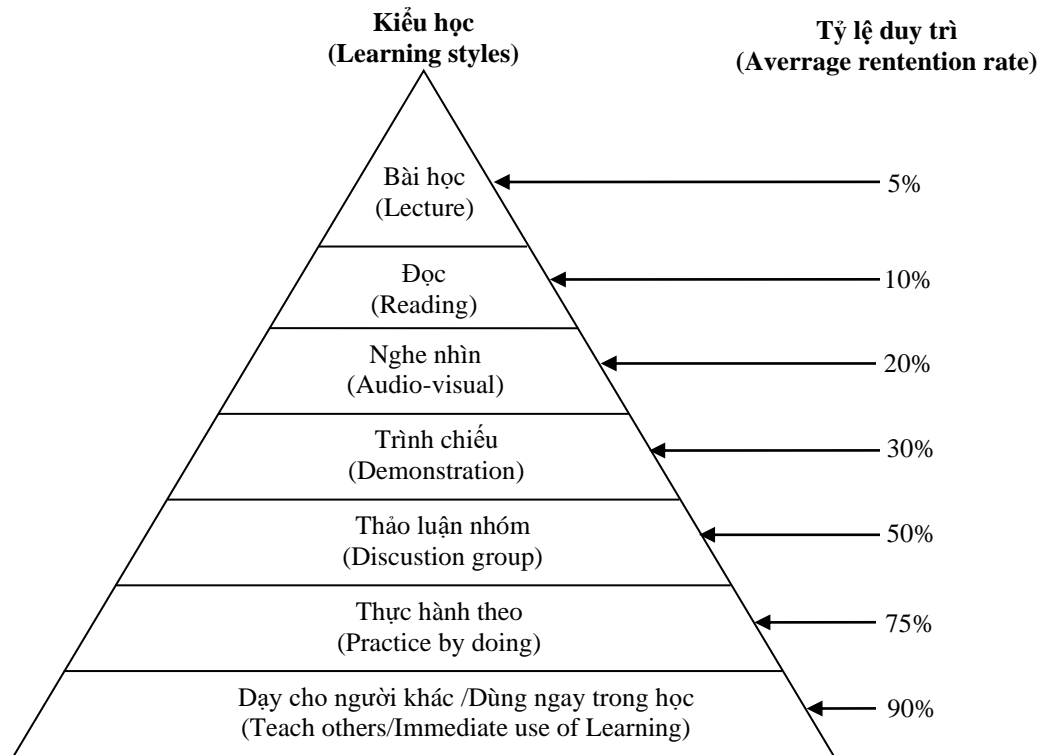 Kiểu học
(Learning styles)
Tỷ lệ duy trì
(Averrage rentention rate)
Bài học
(Lecture)
5%
Đọc
(Reading)
10%
Nghe nhìn
(Audio-visual)
20%
Trình chiếu
(Demonstration)
30%
Thảo luận nhóm
(Discustion group)
50%
Thực hành theo
(Practice by doing)
75%
Dạy cho người khác /Dùng ngay trong học
(Teach others/Immediate use of Learning)
90%